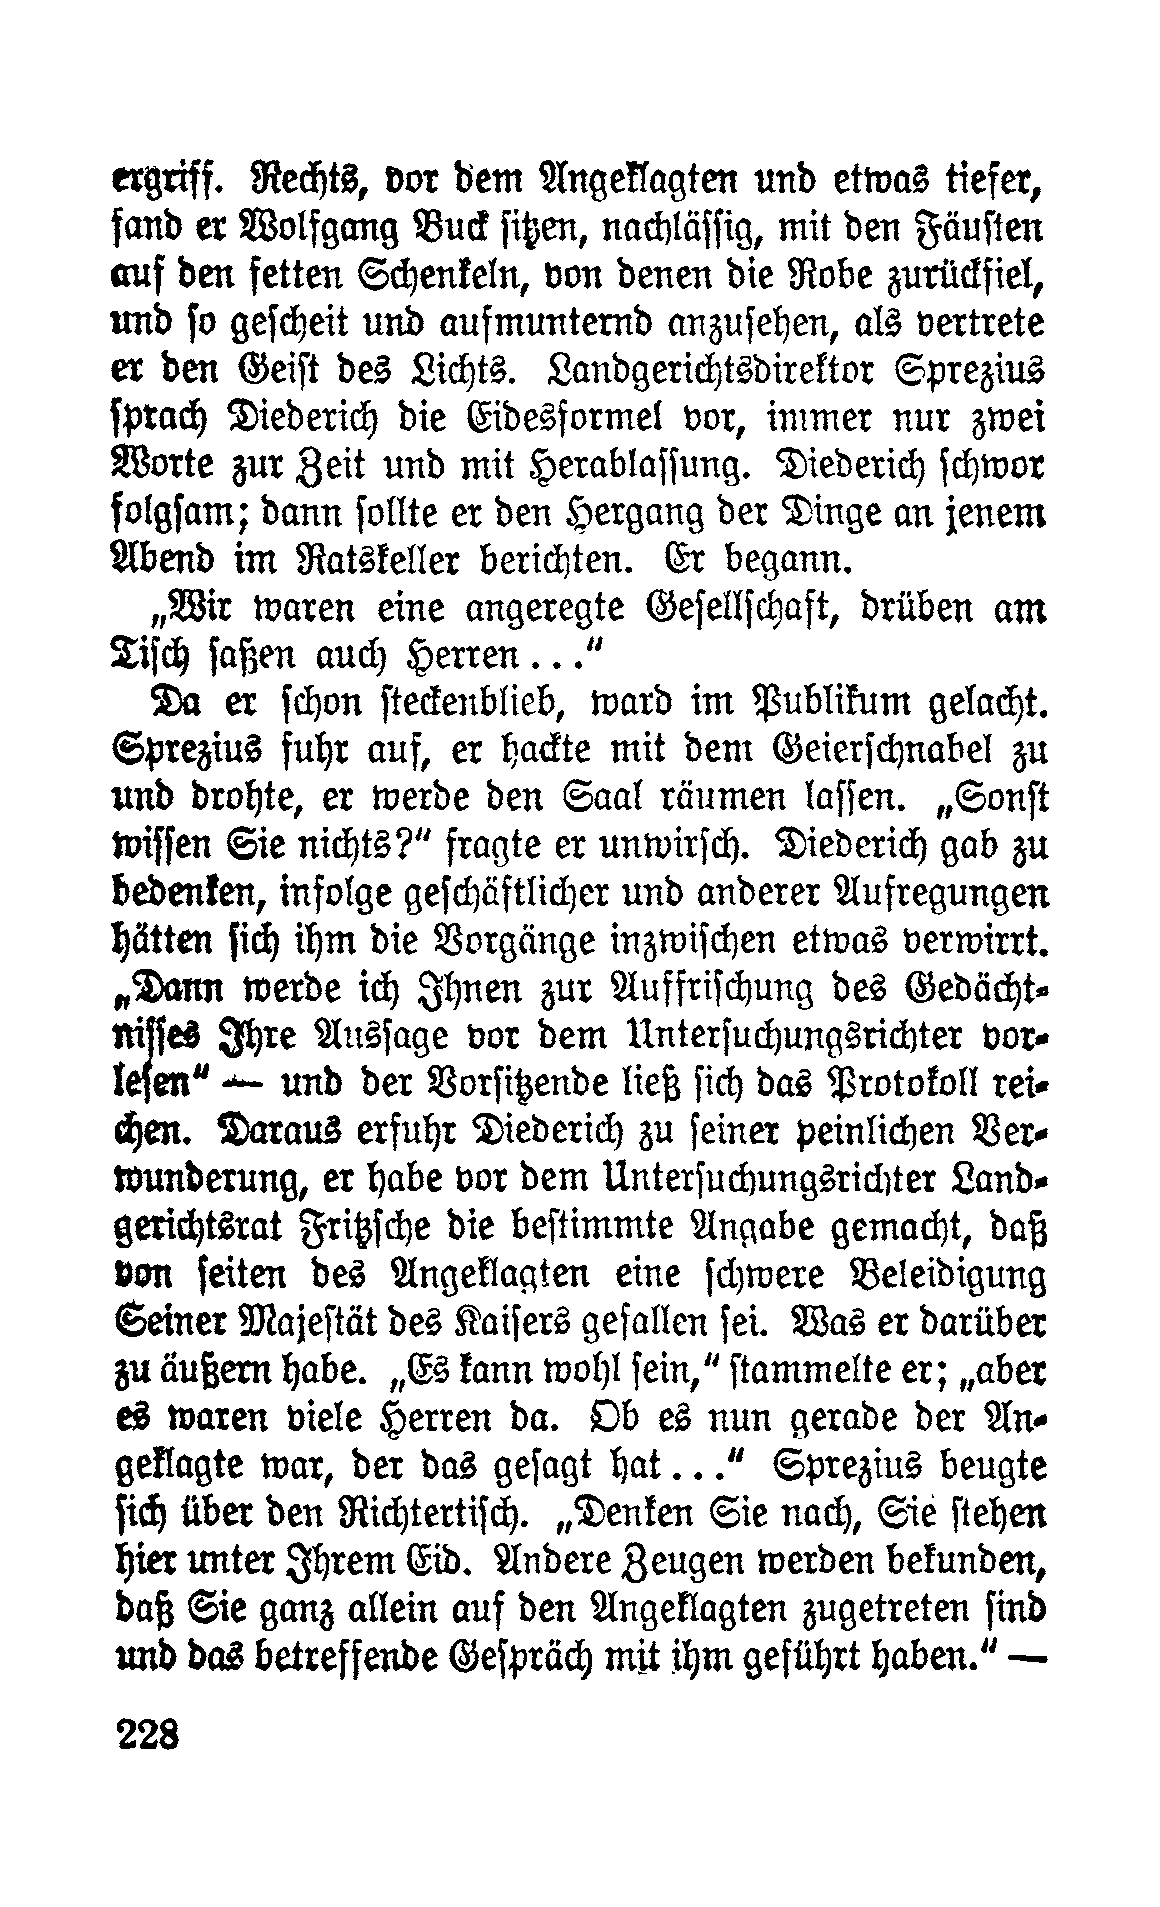 ergriff. Rechts, vor dem Angeklagten und etwas tiefer,
fand er Wolfgang Buck sitzen, nachlässig, mit den Fäusten
auf den fetten Schenkeln, von denen die Robe zurückfiel,
und so gescheit und aufmunternd anzusehen, als vertrete
er den Geist des Lichts. Landgerichtsdirektor Sprezius
sprach Diederich die Eidesformel vor, immer nur zwei
Worte zur Zeit und mit Herablassung. Diederich schwor
folgsam; dann sollte er den Hergang der Dinge an jenem
Abend im Ratskeller berichten. Er begann.
„Wir waren eine angeregte Gesellschaft, drüben am
Tisch saßen auch Herren . . .“
Da er schon steckenblieb, ward im Publikum gelacht.
Sprezius fuhr auf, er hackte mit dem Geierschnabel zu
und drohte, er werde den Saal räumen lassen. „Sonst
wissen Sie nichts?“ fragte er unwirsch. Diederich gab zu
bedenken, infolge geschäftlicher und anderer Aufregungen
hätten sich ihm die Vorgänge inzwischen etwas verwirrt.
„Dann werde ich Ihnen zur Auffrischung des Gedächt-
nisses Ihre Aussage vor dem Untersuchungsrichter vor-
lesen“ — und der Vorsitzende ließ sich das Protokoll rei-
chen. Daraus erfuhr Diederich zu seiner peinlichen Ver-
wunderung, er habe vor dem Untersuchungsrichter Land-
gerichtsrat Fritzsche die bestimmte Angabe gemacht, daß
von seiten des Angeklagten eine schwere Beleidigung
Seiner Majestät des Kaisers gefallen sei. Was er darüber
zu äußern habe. „Es kann wohl sein,“ stammelte er; „aber
es waren viele Herren da. Ob es nun gerade der An-
geklagte war, der das gesagt hat . . .“ Sprezius beugte
sich über den Richtertisch. „Denken Sie nach, Sie stehen
hier unter Ihrem Eid. Andere Zeugen werden bekunden,
daß Sie ganz allein auf den Angeklagten zugetreten sind
und das betreffende Gespräch mit ihm geführt haben.“ —
228